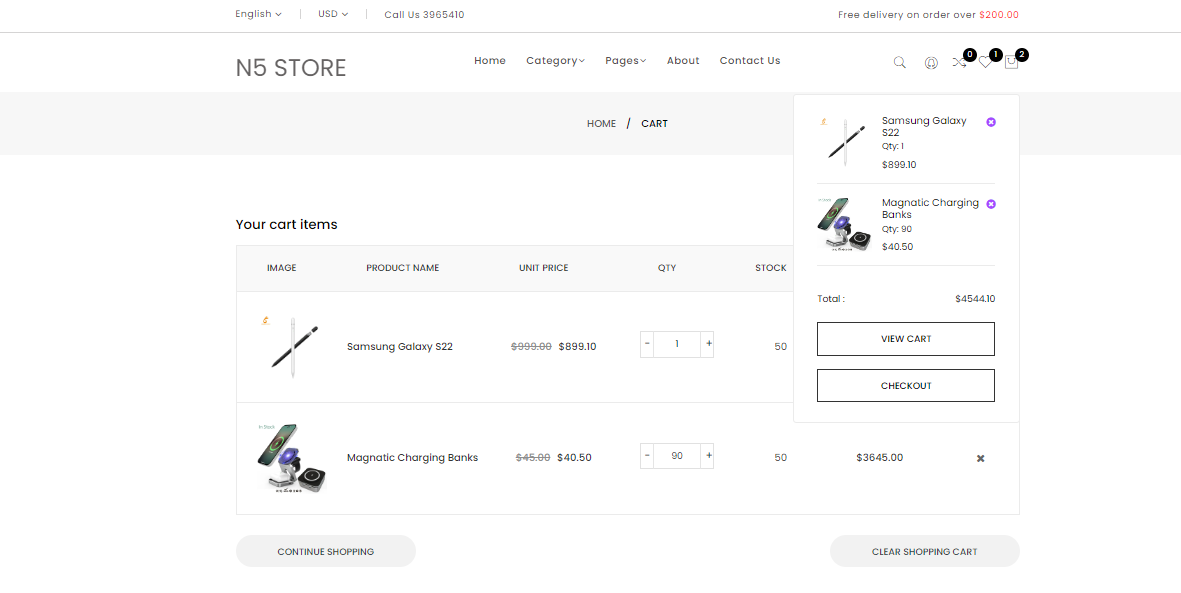 English
USD
Call Us 3965410
Free delivery on order over $200.00
N5 STORE
Home
Category
Pages
About
Contact Us
0
1
2
HOME / CART
Samsung Galaxy
S22
Qty: 1
$899.10
Magnatic Charging
Banks
Qty: 90
$40.50
Total :
$4544.10
VIEW CART
CHECKOUT
Your cart items
IMAGE
PRODUCT NAME
UNIT PRICE
QTY
STOCK
Samsung Galaxy S22
$999.00 $899.10
- 1 +
50
In Stock
Magnatic Charging Banks
$45.00 $40.50
- 90 +
50
$3645.00
CONTINUE SHOPPING
CLEAR SHOPPING CART